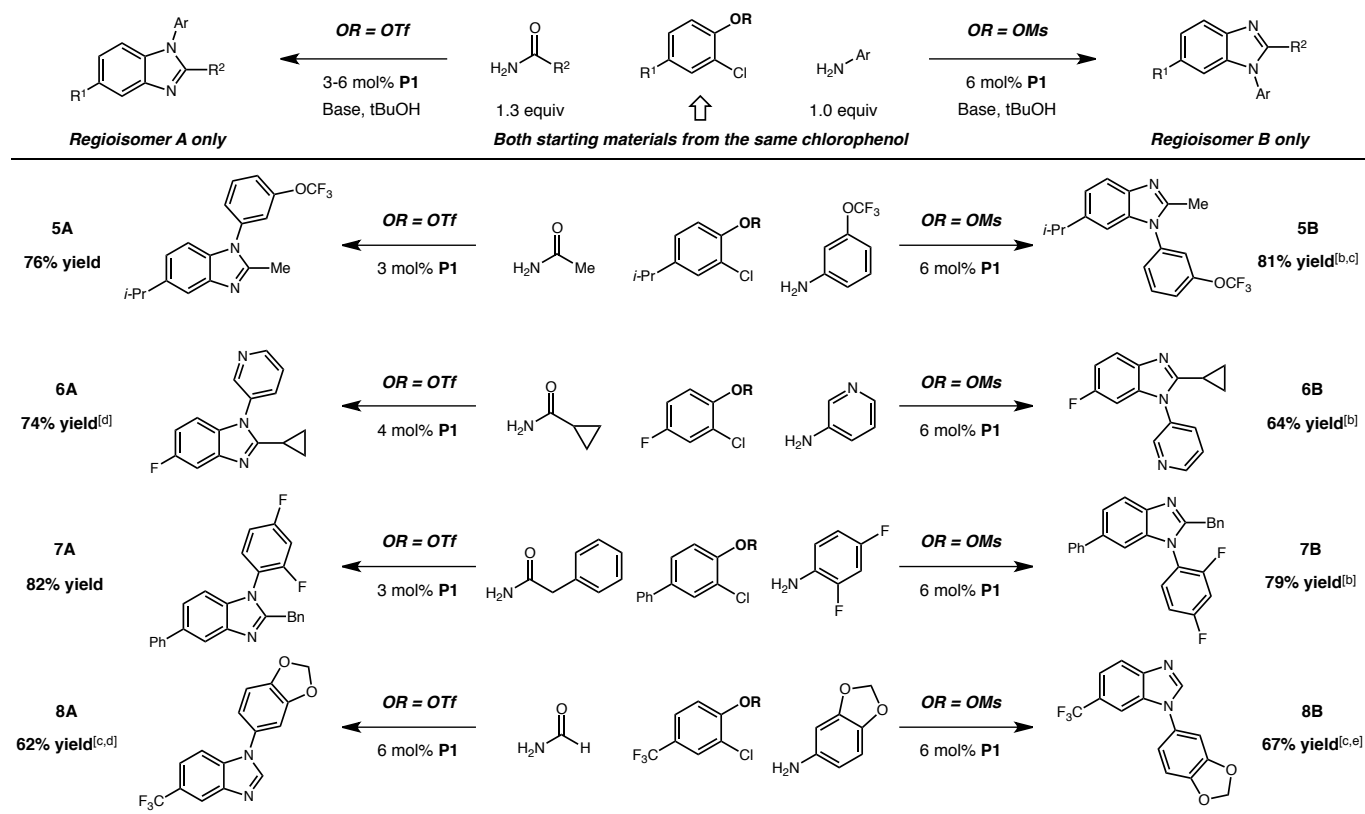 OR = OTf
OR = OMs
Ar
N
R2
N
R1
O
H2N
R2
OR
R1
Cl
H2N
Ar
N
R2
N
Ar
R1
3-6 mol% P1
Base, tBuOH
1.3 equiv
1.0 equiv
6 mol% P1
Base, tBuOH
Regioisomer A only
Both starting materials from the same chlorophenol
Regioisomer B only
5A
76% yield
OCF3
N
Me
N
i-Pr
OR = OTf
3 mol% P1
O
H2N
Me
OR
i-Pr
Cl
OCF3
H2N
OR = OMs
6 mol% P1
N
Me
N
i-Pr
OCF3
5B
81% yield[b,c]
6A
74% yield[d]
N
N
N
F
OR = OTf
4 mol% P1
O
H2N
OR
F
Cl
N
H2N
OR = OMs
6 mol% P1
N
N
F
N
6B
64% yield[b]
7A
82% yield
F
F
N
Bn
N
Ph
OR = OTf
3 mol% P1
O
H2N
OR
Ph
Cl
F
H2N
F
OR = OMs
6 mol% P1
N
Bn
N
Ph
F
F
7B
79% yield[b]
8A
62% yield[c,d]
O
O
N
N
F3C
OR = OTf
6 mol% P1
O
H2N
H
OR
F3C
Cl
O
O
H2N
OR = OMs
6 mol% P1
N
N
F3C
O
O
8B
67% yield[c,e]